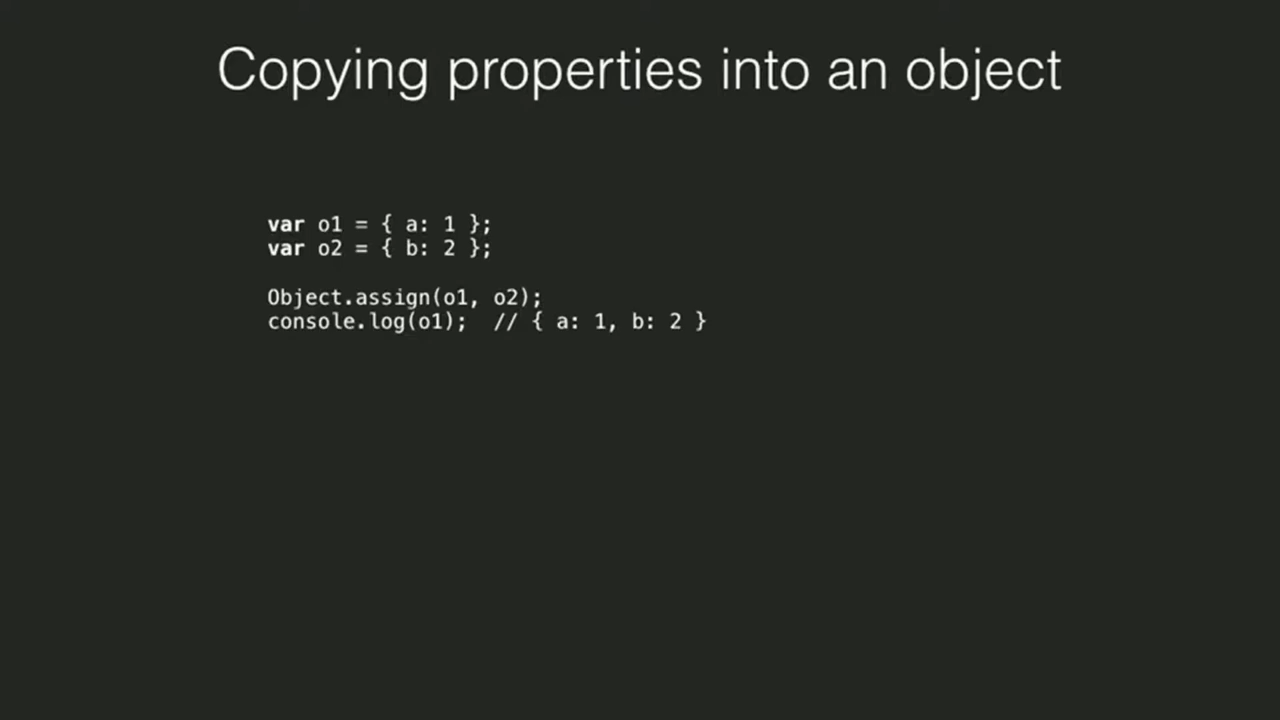 Copying properties into an object
var o1 = { a: 1 };
var o2 = { b: 2 };
Object.assign(o1, o2);
console.log(o1);  // { a: 1, b: 2 }